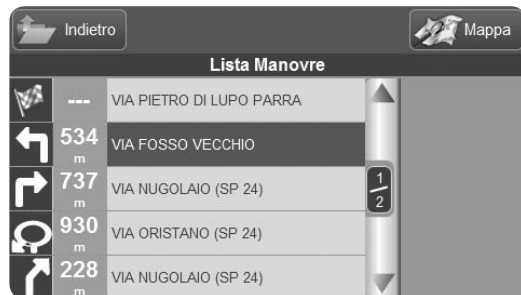 Indietro
Mappa
Lista Manovre
--- VIA PIETRO DI LUPO PARRA
534 m VIA FOSSO VECCHIO
737 m VIA NUGOLAIO (SP 24)
1
2
930 m VIA ORISTANO (SP 24)
228 m VIA NUGOLAIO (SP 24)